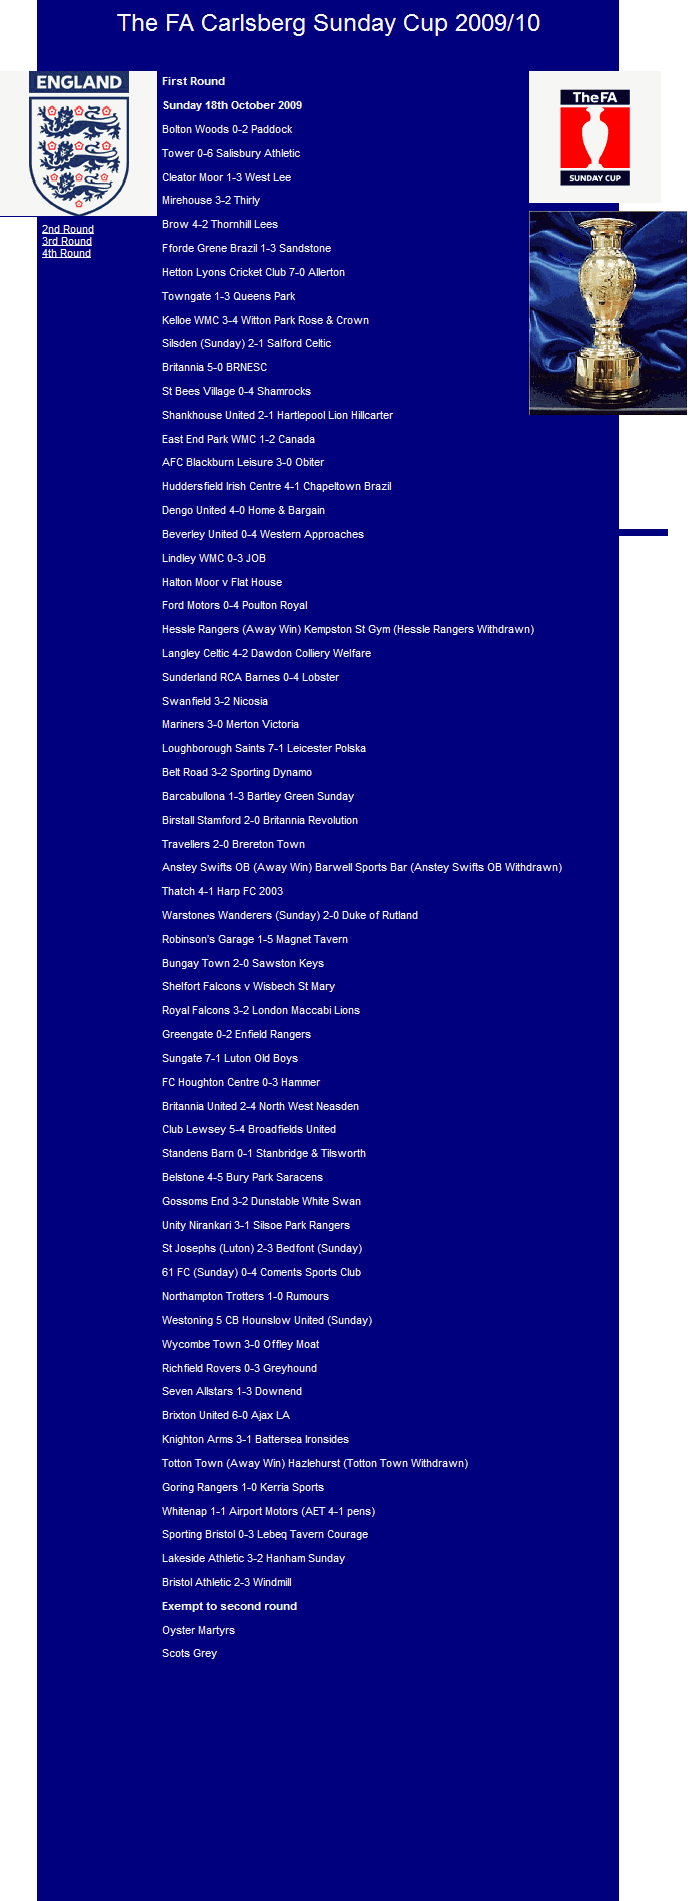 The FA Carlsberg Sunday Cup 2009/10
ENGLAND
2nd Round
3rd Round
4th Round
First Round
Sunday 18th October 2009
Bolton Woods 0-2 Paddock
Tower 0-6 Salisbury Athletic
Cleator Moor 1-3 West Lee
Mirehouse 3-2 Thirly
Brow 4-2 Thornhill Lees
Fforde Grene Brazil 1-3 Sandstone
Hetton Lyons Cricket Club 7-0 Allerton
Towngate 1-3 Queens Park
Kelloe WMC 3-4 Witton Park Rose & Crown
Silsden (Sunday) 2-1 Salford Celtic
Britannia 5-0 BRNESC
St Bees Village 0-4 Shamrocks
Shankhouse United 2-1 Hartlepool Lion Hillcarter
East End Park WMC 1-2 Canada
AFC Blackburn Leisure 3-0 Obiter
Huddersfield Irish Centre 4-1 Chapeltown Brazil
Dengo United 4-0 Home & Bargain
Beverley United 0-4 Western Approaches
Lindley WMC 0-3 JOB
Halton Moor v Flat House
Ford Motors 0-4 Poulton Royal
Hessle Rangers (Away Win) Kempston St Gym (Hessle Rangers Withdrawn)
Langley Celtic 4-2 Dawdon Colliery Welfare
Sunderland RCA Barnes 0-4 Lobster
Swanfield 3-2 Nicosia
Mariners 3-0 Merton Victoria
Loughborough Saints 7-1 Leicester Polska
Belt Road 3-2 Sporting Dynamo
Barcabullona 1-3 Bartley Green Sunday
Birstall Stamford 2-0 Britannia Revolution
Travellers 2-0 Brereton Town
Anstey Swifts OB (Away Win) Barwell Sports Bar (Anstey Swifts OB Withdrawn)
Thatch 4-1 Harp FC 2003
Warstones Wanderers (Sunday) 2-0 Duke of Rutland
Robinson's Garage 1-5 Magnet Tavern
Bungay Town 2-0 Sawston Keys
Shelfort Falcons v Wisbech St Mary
Royal Falcons 3-2 London Maccabi Lions
Greengate 0-2 Enfield Rangers
Sungate 7-1 Luton Old Boys
FC Houghton Centre 0-3 Hammer
Britannia United 2-4 North West Neasden
Club Lewsey 5-4 Broadfields United
Standens Barn 0-1 Stanbridge & Tilsworth
Belstone 4-5 Bury Park Saracens
Gossoms End 3-2 Dunstable White Swan
Unity Nirankari 3-1 Silsoe Park Rangers
St Josephs (Luton) 2-3 Bedfont (Sunday)
61 FC (Sunday) 0-4 Coments Sports Club
Northampton Trotters 1-0 Rumours
Westoning 5 CB Hounslow United (Sunday)
Wycombe Town 3-0 Offley Moat
Richfield Rovers 0-3 Greyhound
Seven Allstars 1-3 Downend
Brixton United 6-0 Ajax LA
Knighton Arms 3-1 Battersea Ironsides
Totton Town (Away Win) Hazlehurst (Totton Town Withdrawn)
Goring Rangers 1-0 Kerria Sports
Whitenap 1-1 Airport Motors (AET 4-1 pens)
Sporting Bristol 0-3 Lebeq Tavern Courage
Lakeside Athletic 3-2 Hanham Sunday
Bristol Athletic 2-3 Windmill
Exempt to second round
Oyster Martyrs
Scots Grey
The FA
SUNDAY CUP